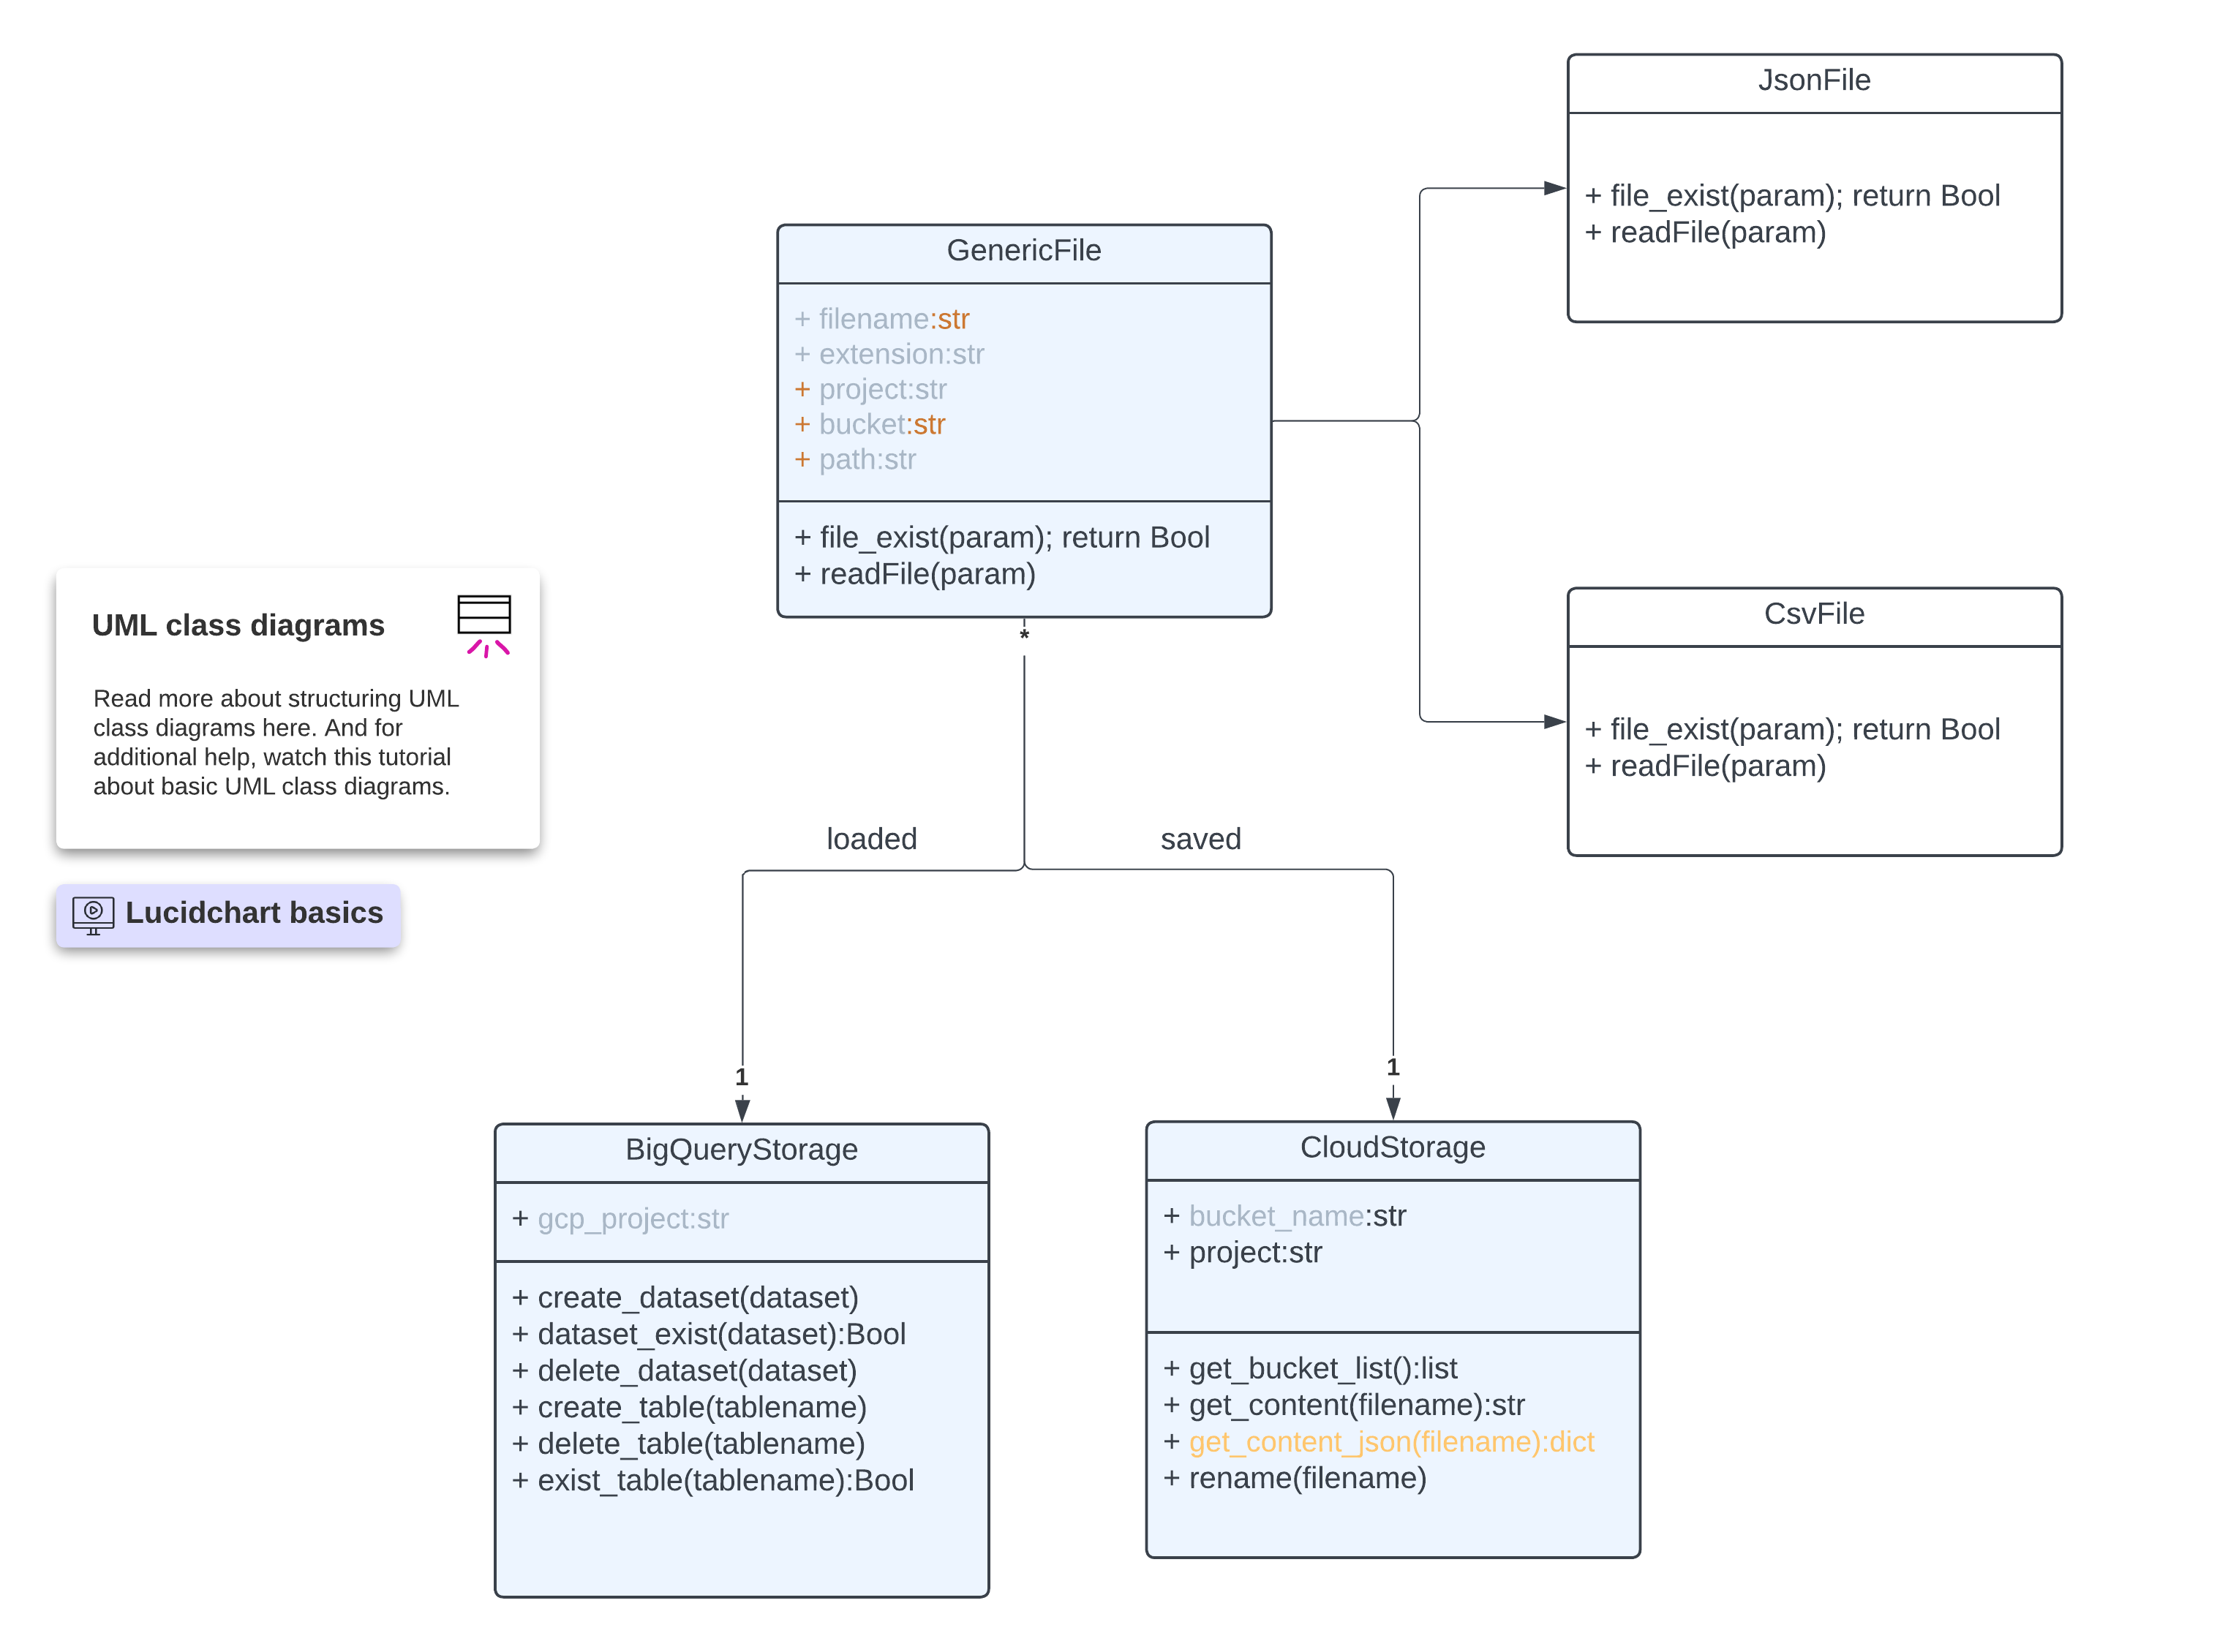 JsonFile
+ file_exist(param); return Bool
+ readFile(param)
GenericFile
+ filename:str
+ extension:str
+ project:str
+ bucket:str
+ path:str
+ file_exist(param); return Bool
+ readFile(param)
*
CsvFile
+ file_exist(param); return Bool
+ readFile(param)
UML class diagrams
Read more about structuring UML
class diagrams here. And for
additional help, watch this tutorial
about basic UML class diagrams.
Lucidchart basics
loaded
saved
1
1
BigQueryStorage
+ gcp_project:str
+ create_dataset(dataset)
+ dataset_exist(dataset):Bool
+ delete_dataset(dataset)
+ create_table(tablename)
+ delete_table(tablename)
+ exist_table(tablename):Bool
CloudStorage
+ bucket_name:str
+ project:str
+ get_bucket_list():list
+ get_content(filename):str
+ get_content_json(filename):dict
+ rename(filename)